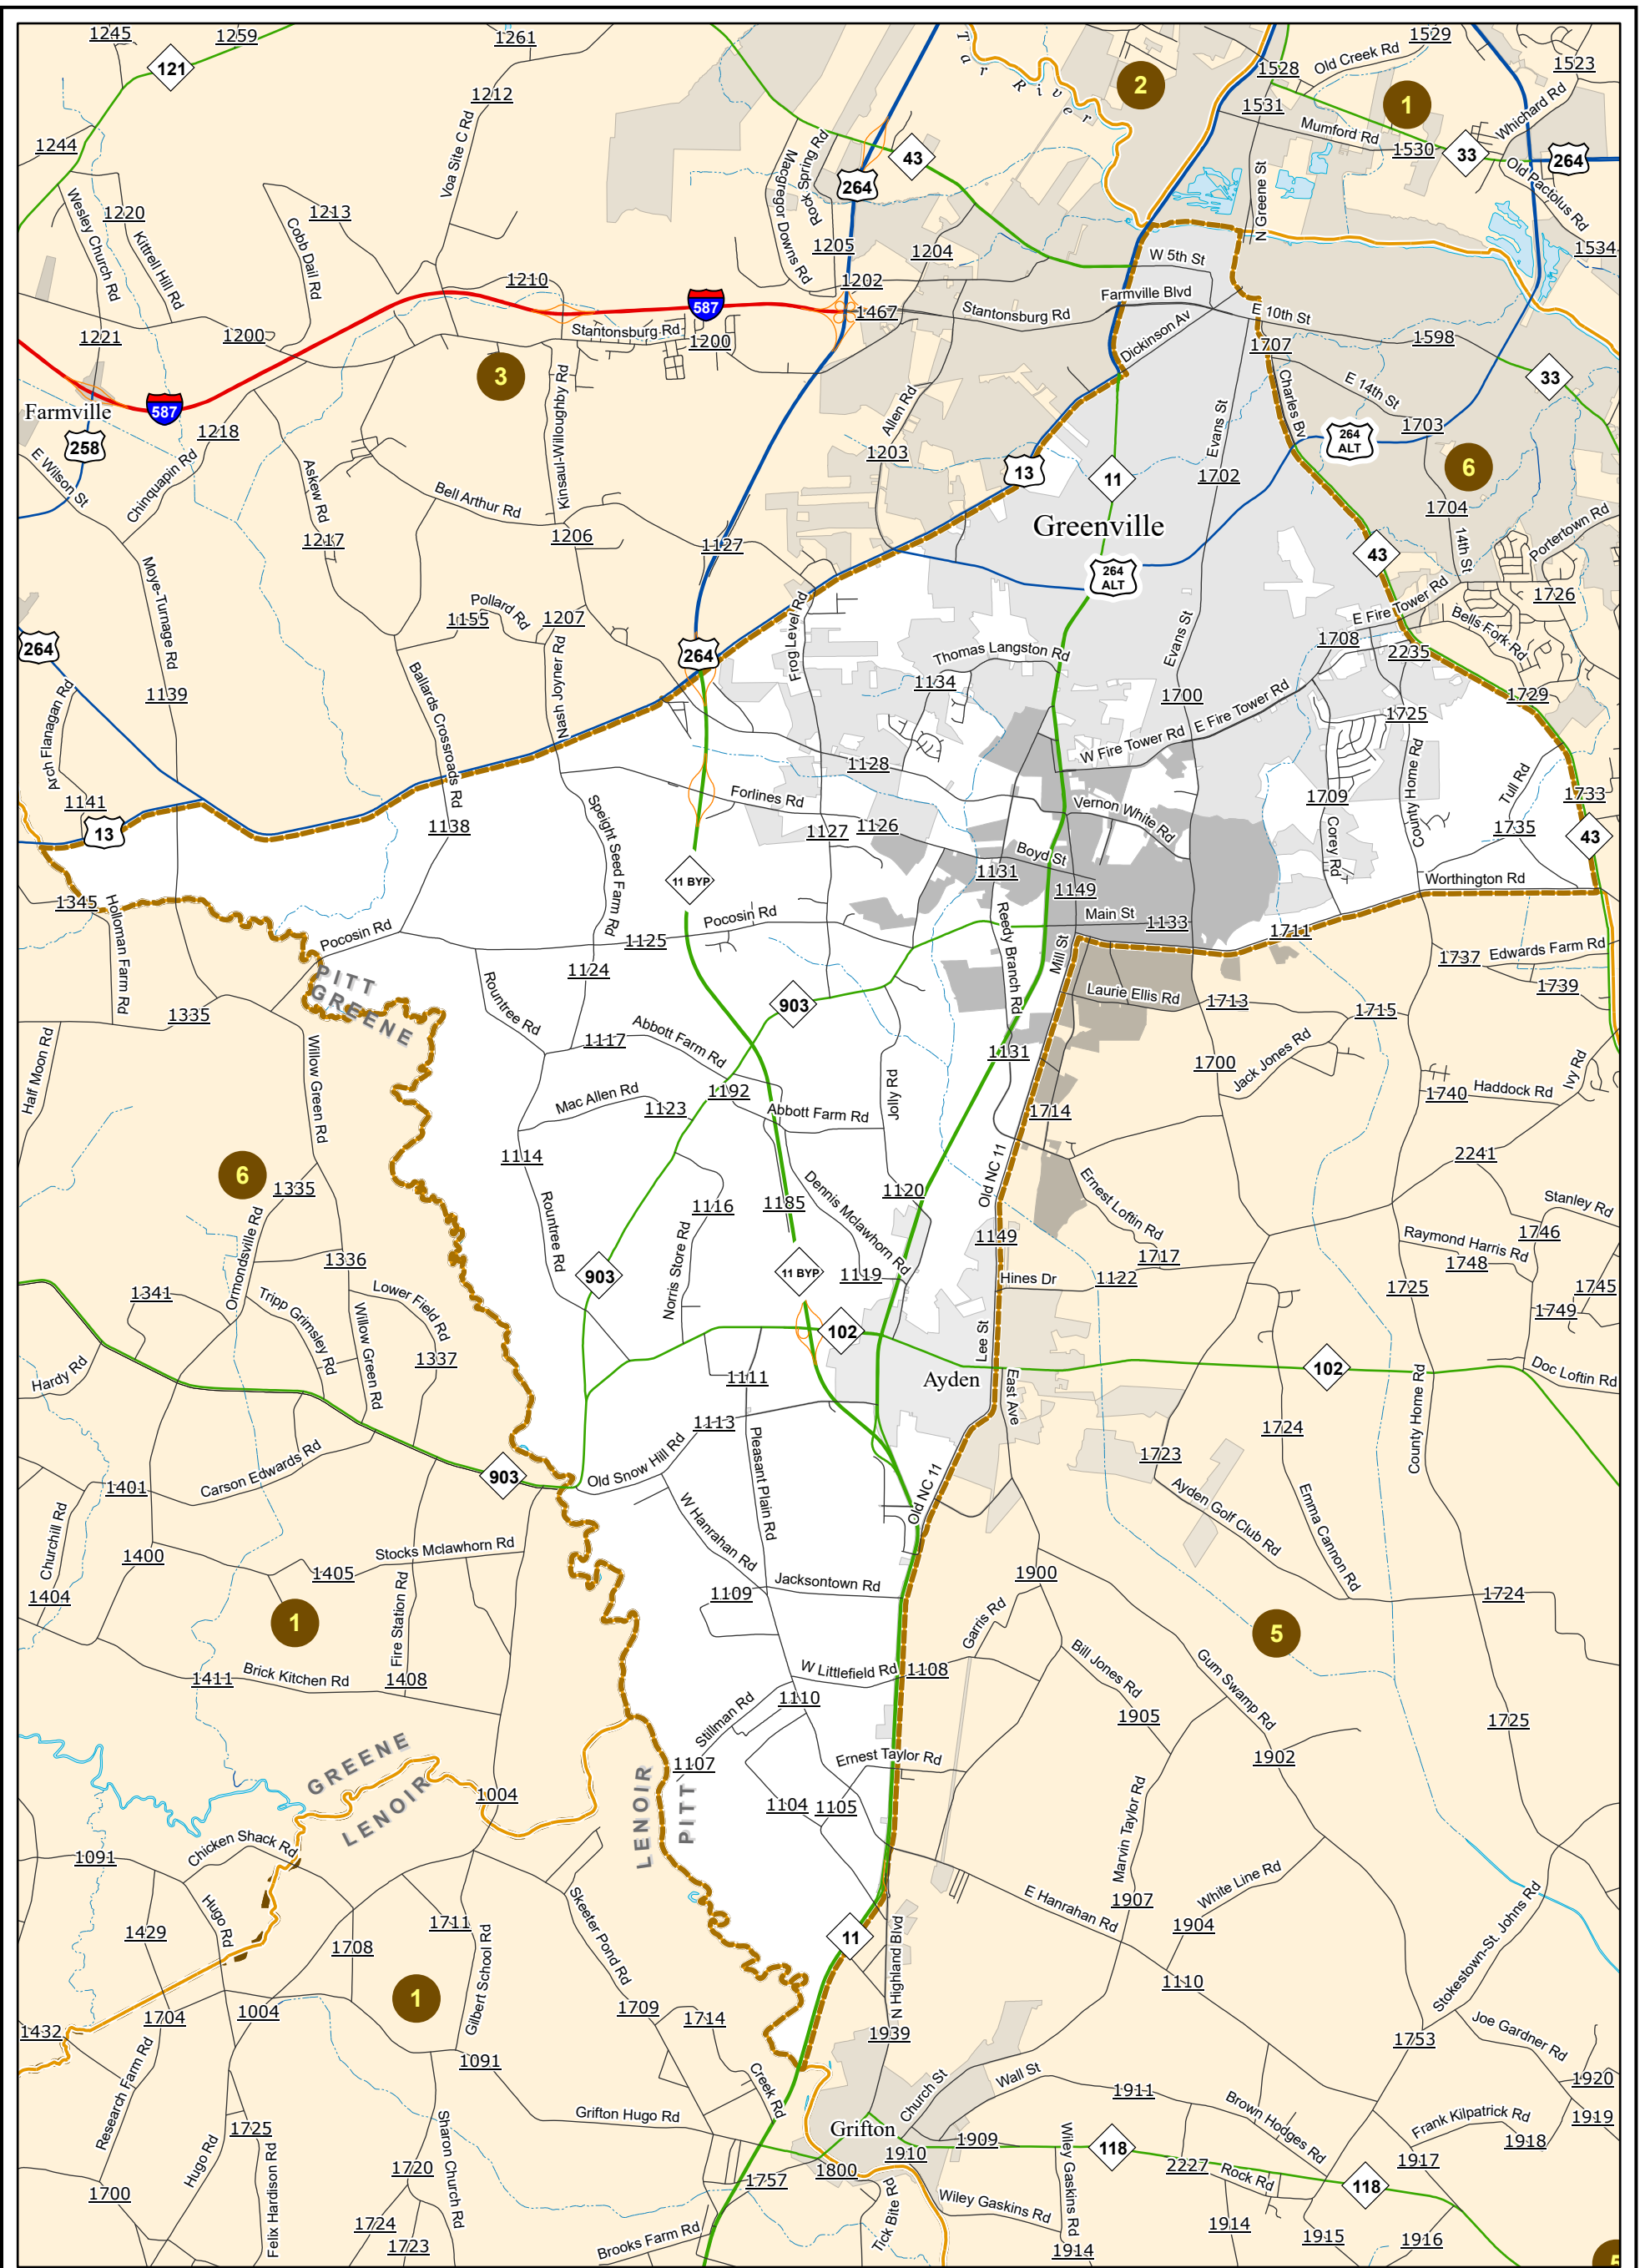 1245
1259
1261
121
1212
Voa Site C Rd
1244
Wesley Church Rd
1220
Kittrell Hill Rd
1213
Cobb Dail Rd
1221
1200
1210
587
Stantonsburg Rd
1200
3
Farmville
587
258
1218
E Wilson St
Chinquapin Rd
Askew Rd
1217
Bell Arthur Rd
Kinsaul-Willoughby Rd
1206
Tar River
2
1528
Old Creek Rd
1529
1523
1531
1
Whichard Rd
Mumford Rd
1530
33
264
Old Pactolus Rd
1534
43
264
Macgregor Downs Rd
Rock Spring Rd
1205
1204
1202
1467
Stantonsburg Rd
N Greene St
W 5th St
Farmville Blvd
Dickinson Av
E 10th St
1707
1598
33
Charles Bv
E 14th St
1703
264 ALT
6
1704
14th St
Portertown Rd
Allen Rd
1203
13
11
Evans St
1702
Greenville
264 ALT
43
1127
E Fire Tower Rd
1726
Bells Fork Rd
1708
2235
1729
264
Moye-Turnage Rd
1155
Pollard Rd
1207
Nash Joyner Rd
264
Frog Level Rd
Thomas Langston Rd
1134
Evans St
1700
E Fire Tower Rd
W Fire Tower Rd
1725
1139
Arch Flanagan Rd
Ballards Crossroads Rd
1141
13
1138
Speight Seed Farm Rd
1128
Forlines Rd
1127
1126
Vernon White Rd
Boyd St
1131
1149
1709
Corey Rd
County Home Rd
Tull Rd
1735
1733
43
11 BYP
1345
Holloman Farm Rd
Pocosin Rd
1125
Pocosin Rd
Reedy Branch Rd
Main St
1133
Mill St
1711
Worthington Rd
1737
Edwards Farm Rd
1739
PITT
GREENE
Rountree Rd
1124
903
Laurie Ellis Rd
1713
1715
1335
Half Moon Rd
Willow Green Rd
1117
Abbott Farm Rd
1131
1700
Jack Jones Rd
Ivy Rd
1192
Mac Allen Rd
1123
Abbott Farm Rd
Jolly Rd
1714
1740
Haddock Rd
1114
6
1335
Old NC 11
2241
Ormondsville Rd
Rountree Rd
1116
1185
Dennis Mclawhorn Rd
1120
Ernest Loftin Rd
Stanley Rd
1149
1746
Raymond Harris Rd
1748
1336
903
Norris Store Rd
11 BYP
1119
Hines Dr
1122
1717
1725
1745
1749
1341
Tripp Grimsley Rd
Lower Field Rd
Willow Green Rd
1337
102
Lee St
Ayden
East Ave
102
Doc Loftin Rd
Hardy Rd
1111
1113
Pleasant Plain Rd
Old Snow Hill Rd
County Home Rd
1724
1723
Carson Edwards Rd
903
1401
Churchill Rd
W Hanrahan Rd
Old NC 11
Ayden Golf Club Rd
Emma Cannon Rd
1400
Stocks Mclawhorn Rd
1405
1404
Fire Station Rd
1109
Jacksontown Rd
1900
1724
1
Garris Rd
5
1411
Brick Kitchen Rd
1408
W Littlefield Rd
1108
Bill Jones Rd
Gum Swamp Rd
1110
Stillman Rd
1905
1725
GREENE
LENOIR
1107
LENOIR
PITT
Ernest Taylor Rd
1902
1004
1104
1105
Marvin Taylor Rd
1091
Chicken Shack Rd
E Hanrahan Rd
White Line Rd
1907
1904
Hugo Rd
1429
1708
1711
Gilbert School Rd
Skeeter Pond Rd
11
N Highland Blvd
1110
Stokestown-St. Johns Rd
1
1432
1704
1004
1709
1714
1939
1753
Joe Gardner Rd
Research Farm Rd
1091
Creek Rd
Church St
Wall St
1911
1920
Grifton Hugo Rd
Grifton
Brown Hodges Rd
Frank Kilpatrick Rd
1919
1918
1725
Hugo Rd
Felix Hardison Rd
1720
Sharon Church Rd
1757
1800
1910
1909
118
Wiley Gaskins Rd
2227
Rock Rd
118
1917
1700
1724
1723
Brooks Farm Rd
Tick Bite Rd
Wiley Gaskins Rd
1914
1914
1915
1916